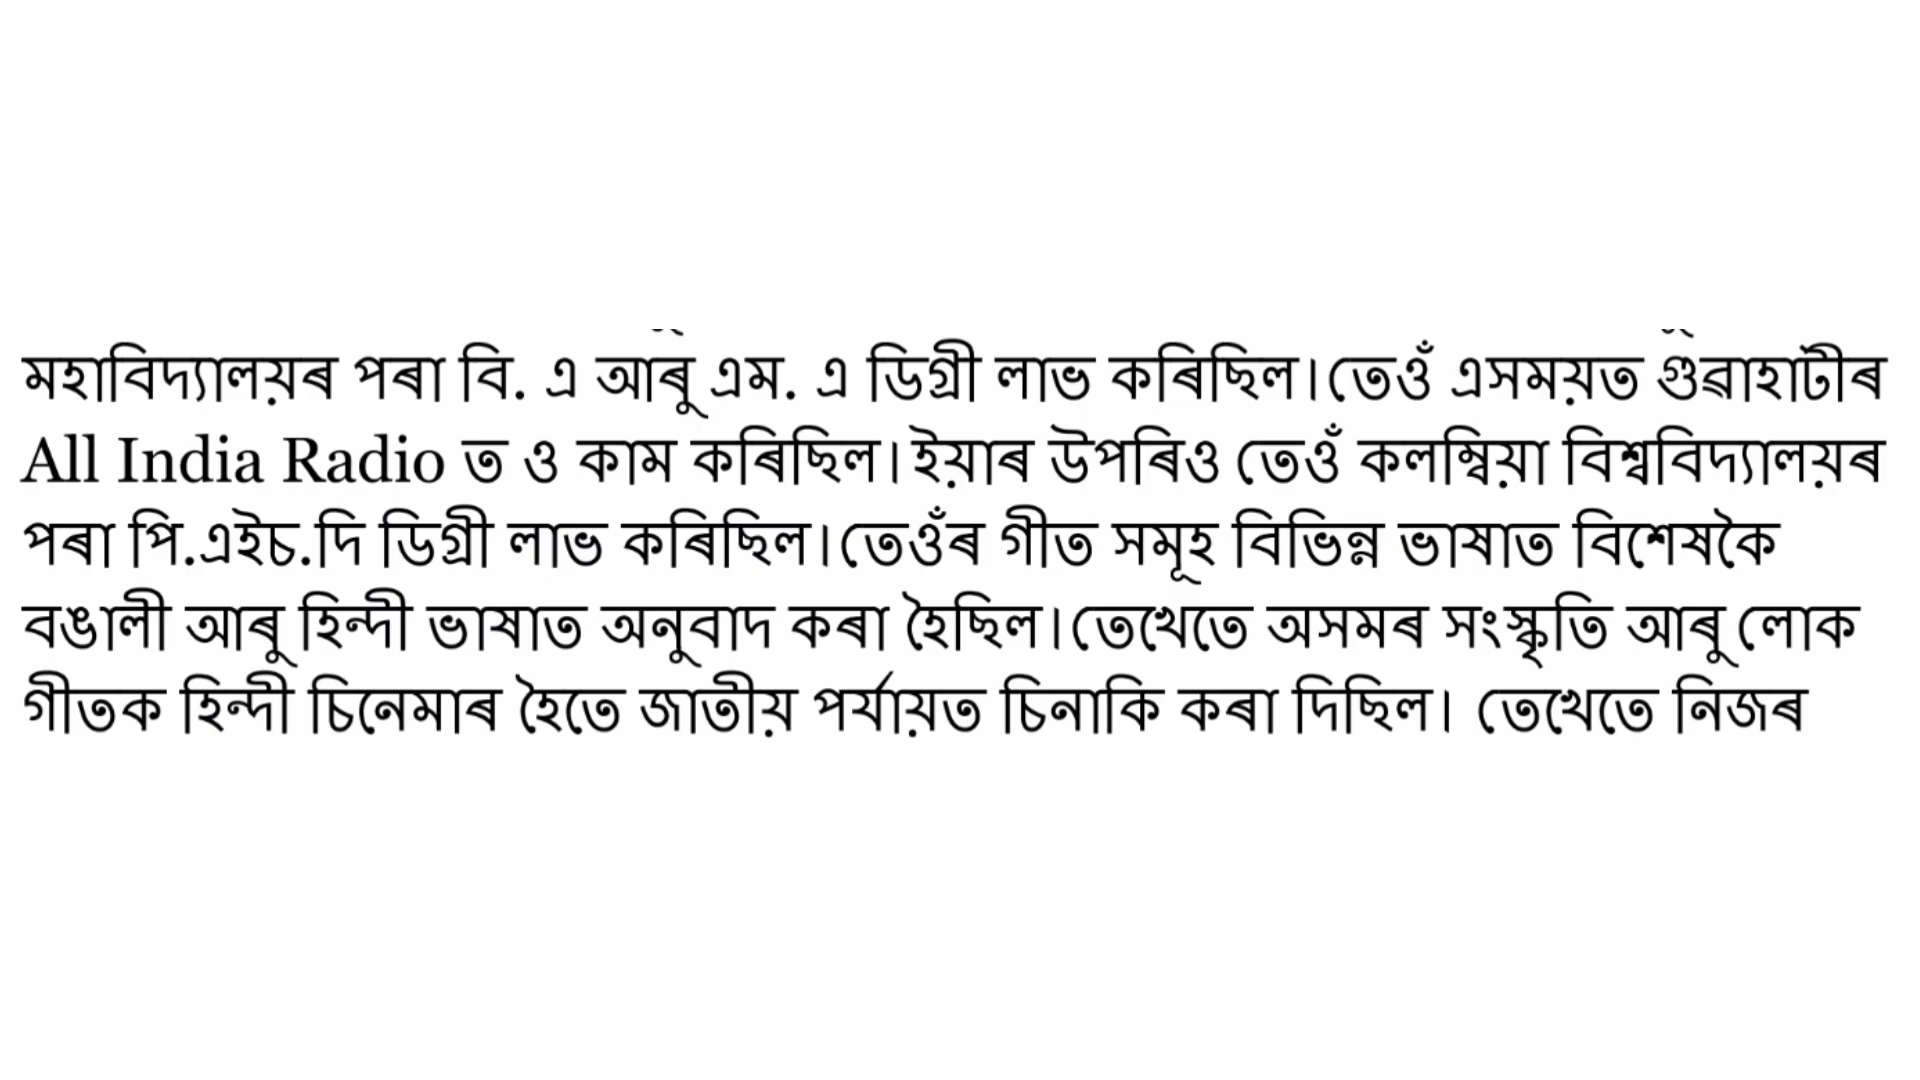 মহাবিদ্যালয়ৰ পৰা বি. এ আৰু এম. এ ডিগ্ৰী লাভ কৰিছিল।তেওঁ এসময়ত গুৱাহাটীৰ
All India Radio ত ও কাম কৰিছিল।ইয়াৰ উপৰিও তেওঁ কলম্বিয়া বিশ্ববিদ্যালয়ৰ
পৰা পি.এইচ.দি ডিগ্ৰী লাভ কৰিছিল।তেওঁৰ গীত সমূহ বিভিন্ন ভাষাত বিশেষকৈ
বঙালী আৰু হিন্দী ভাষাত অনুবাদ কৰা হৈছিল।তেখেতে অসমৰ সংস্কৃতি আৰু লোক
গীতক হিন্দী চিনেমাৰ হৈতে জাতীয় পৰ্যায়ত চিনাকি কৰা দিছিল। তেখেতে নিজৰ